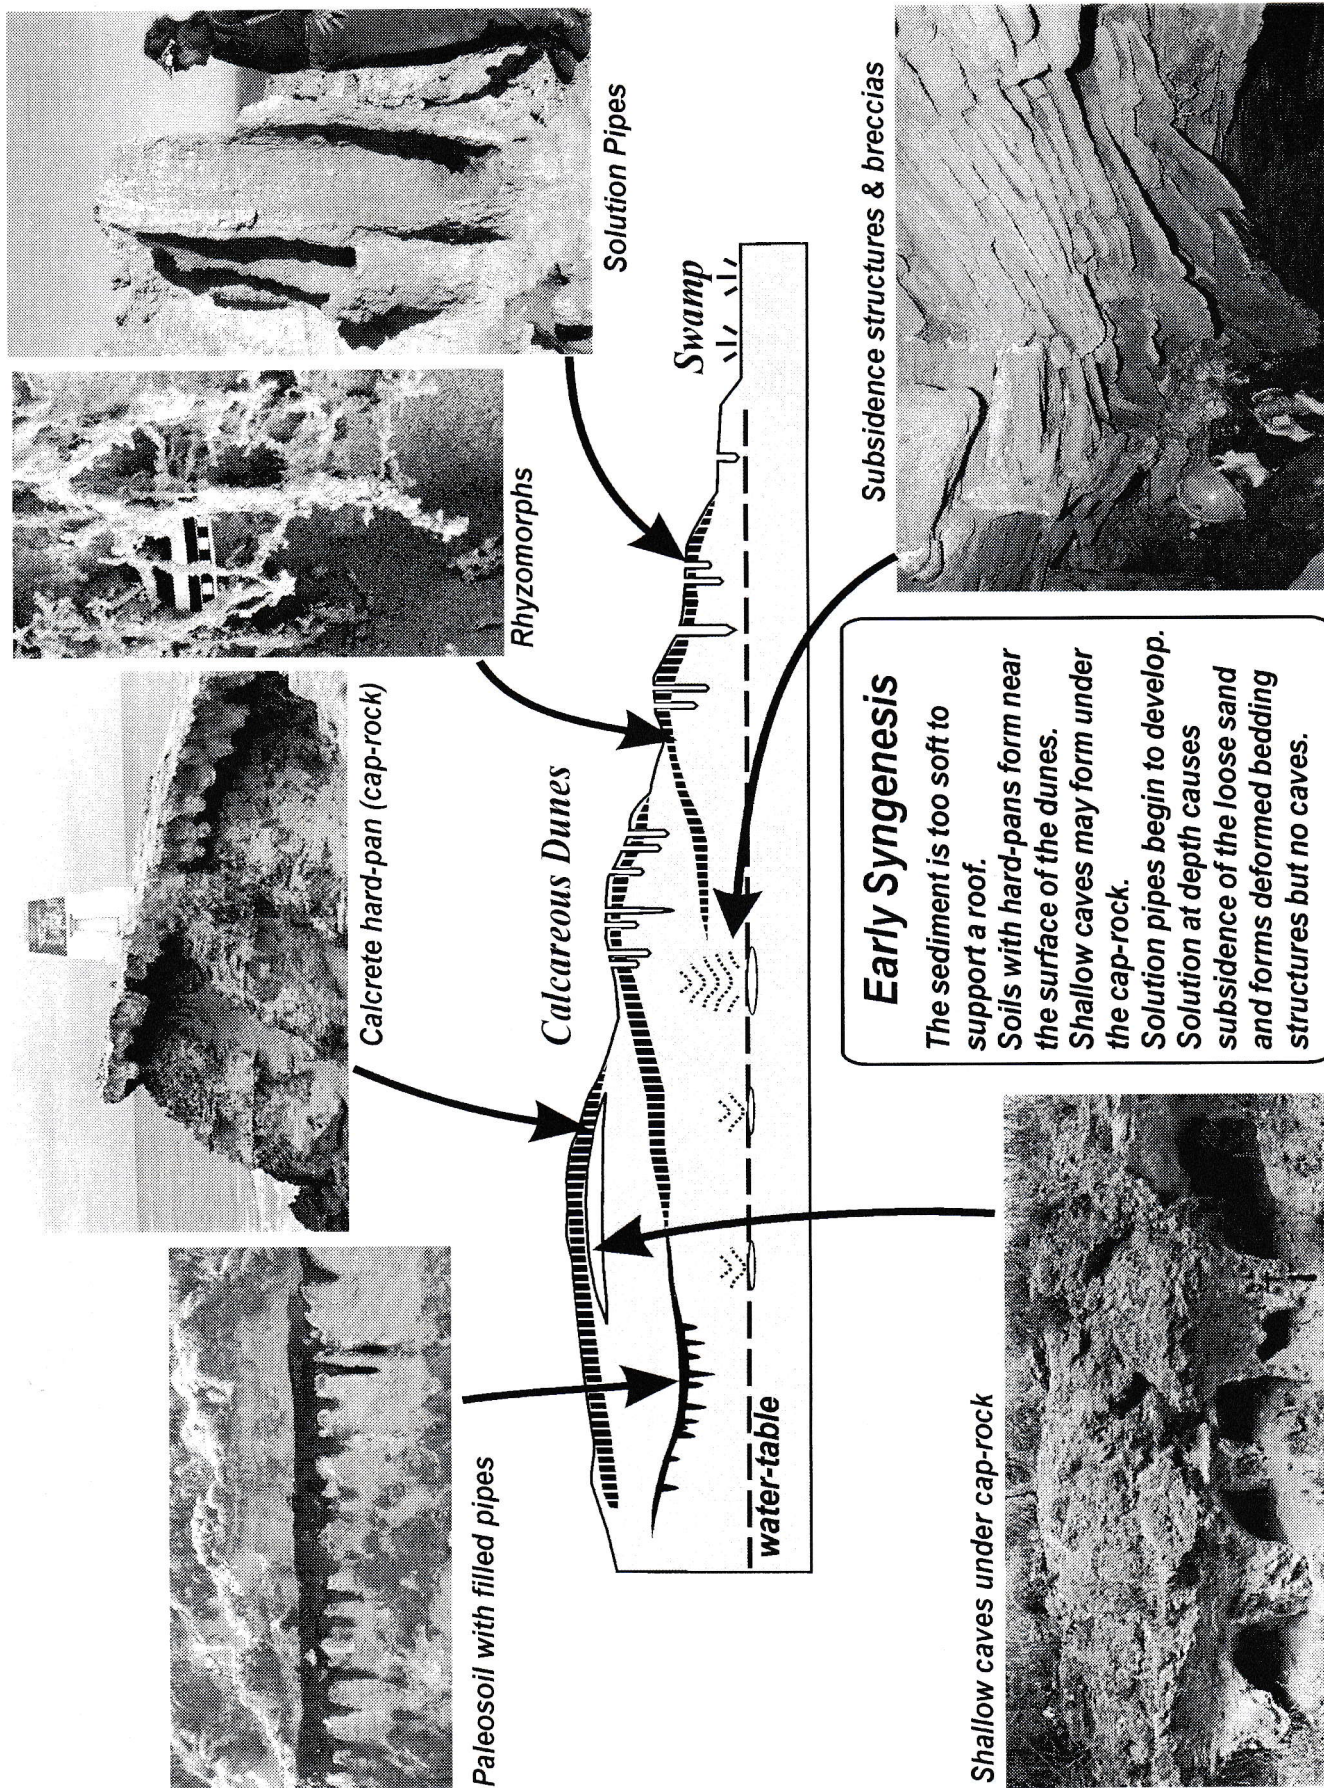 Paleosoil with filled pipes
Calcrete hard-pan (cap-rock)
Rhyzomorphs
Solution Pipes
Calcareous Dunes
Swamp
water-table
Shallow caves under cap-rock
Early Syngenesis
The sediment is too soft to
support a roof.
Soils with hard-pans form near
the surface of the dunes.
Shallow caves may form under
the cap-rock.
Solution pipes begin to develop.
Solution at depth causes
subsidence of the loose sand
and forms deformed bedding
structures but no caves.
Subsidence structures & breccias